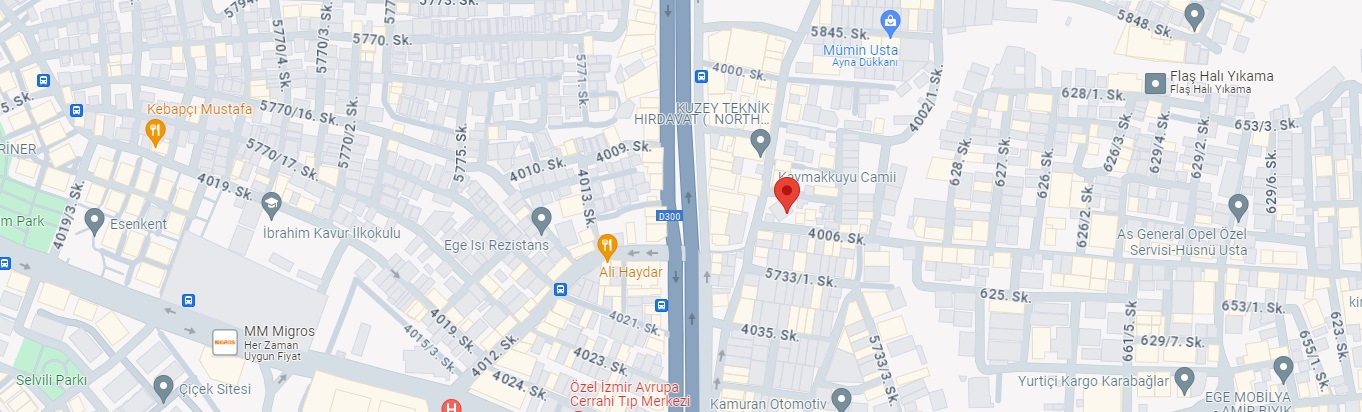 5773. Sk.
5848. Sk.
5770. Sk.
5845. Sk.
Mümin Usta
Ayna Dükkanı
5770/4. Sk.
5770/3. Sk.
5771. Sk.
4000. Sk.
4002/1. Sk.
Flaş Halı Yıkama
Flaş Halı Yıkama
628/1. Sk.
653/3. Sk.
Kebapçı Mustafa
5770/16. Sk.
5770/2. Sk.
KUZEY TEKNİK
HIRDAVAT ( NORTH...
5775. Sk.
4009. Sk.
4010. Sk.
4013. Sk.
RINER
5770/17. Sk.
4019. Sk.
Kaymakkuyu Camii
628. Sk.
627. Sk.
626. Sk.
626/3. Sk.
626/2. Sk.
629/4. Sk.
629/2. Sk.
629/6. Sk.
m Park
4019/3. Sk.
Esenkent
İbrahim Kavur İlkokulu
Ege Isı Rezistans
D300
4006. Sk.
As General Opel Özel
Servisi-Hüsnü Usta
Ali Haydar
5733/1. Sk.
625. Sk.
653/1. Sk.
MM Migros
Her Zaman
Uygun Fiyat
4019. Sk.
4015/3. Sk.
4012. Sk.
4021. Sk.
4035. Sk.
5733/3. Sk.
661/5. Sk.
629/7. Sk.
623. Sk.
655/1. Sk.
4023. Sk.
4024. Sk.
Selvili Parkı
Çiçek Sitesi
H
Özel İzmir Avrupa
Cerrahi Tıp Merkezi
Kamuran Otomotiv
Yurtiçi Kargo Karabağlar
EGE MOBİLYA